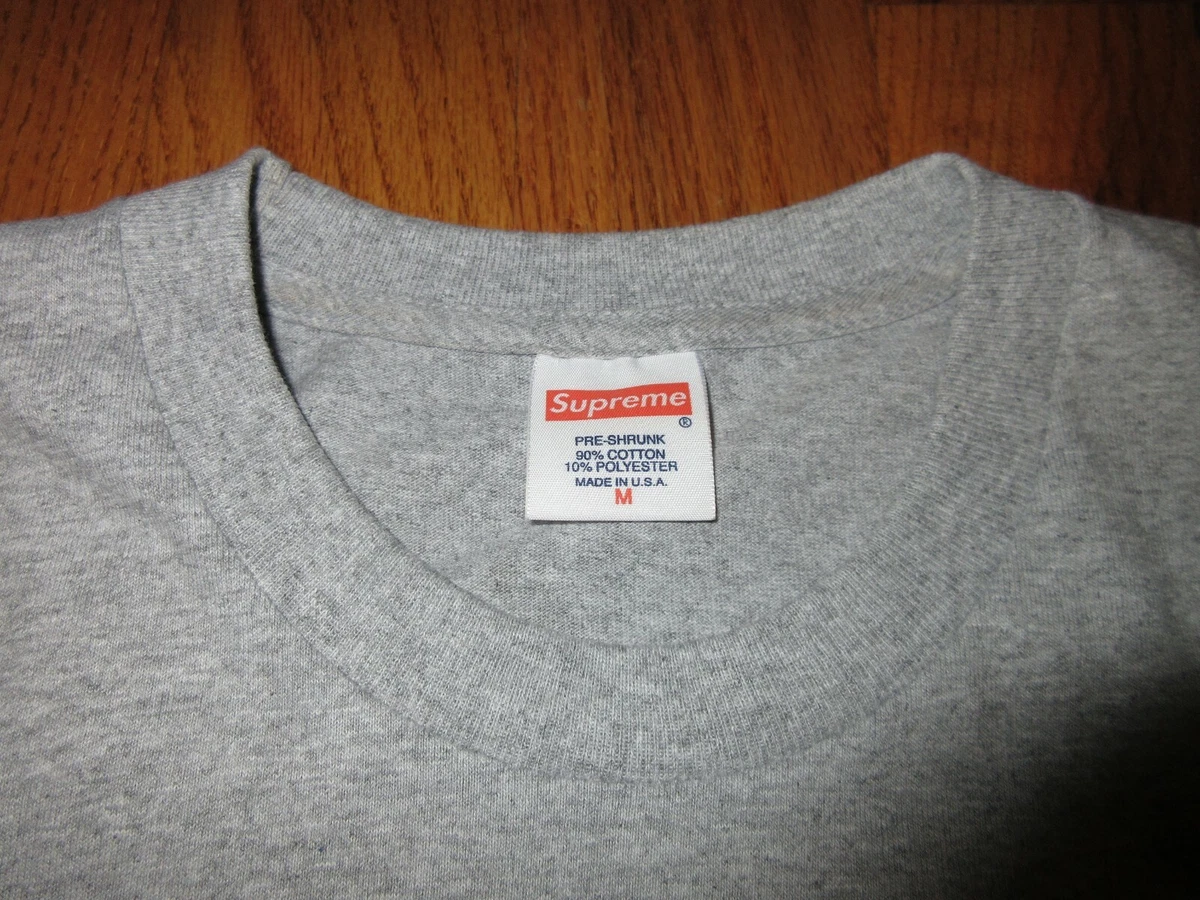 Supreme
®
PRE-SHRUNK
90% COTTON
10% POLYESTER
MADE IN U.S.A.
M